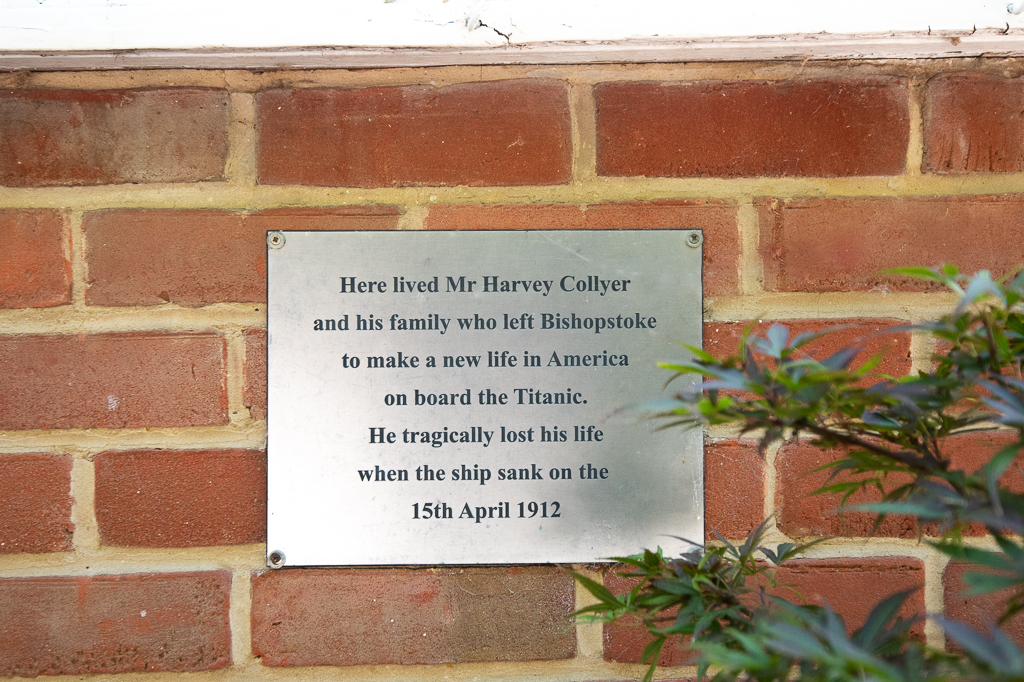 Here lived Mr Harvey Collyer
and his family who left Bishopstoke
to make a new life in America
on board the Titanic.
He tragically lost his life
when the ship sank on the
15th April 1912